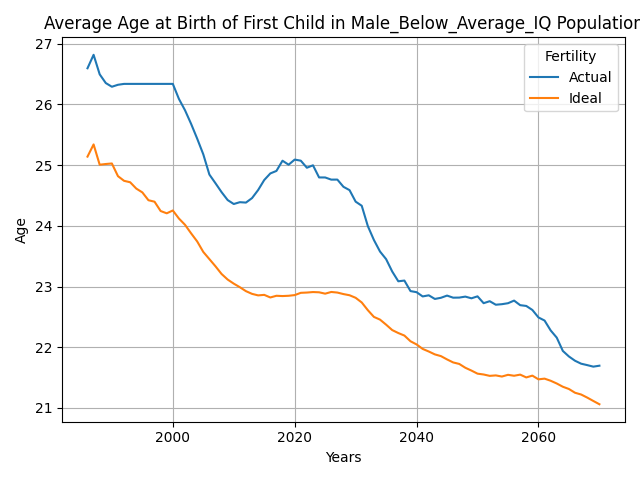 Average Age at Birth of First Child in Male_Below_Average_IQ Population
27
26
25
24
23
22
21
Age
2000
2020
2040
2060
Years
Fertility
Actual
Ideal